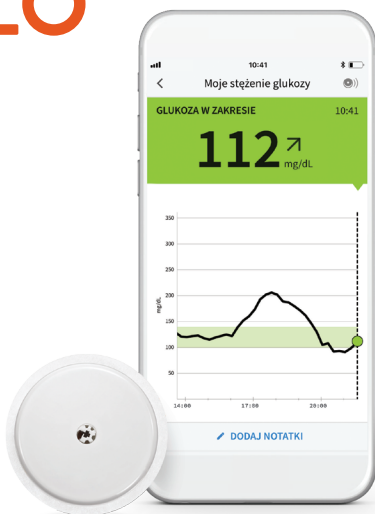 LO
10:41
Moje stężenie glukozy
GLUKOZA W ZAKRESIE 10:41
112
mg/dL
mg/dL
350
300
250
200
150
100
50
14:00 17:00 20:00
DODAJ NOTATKI